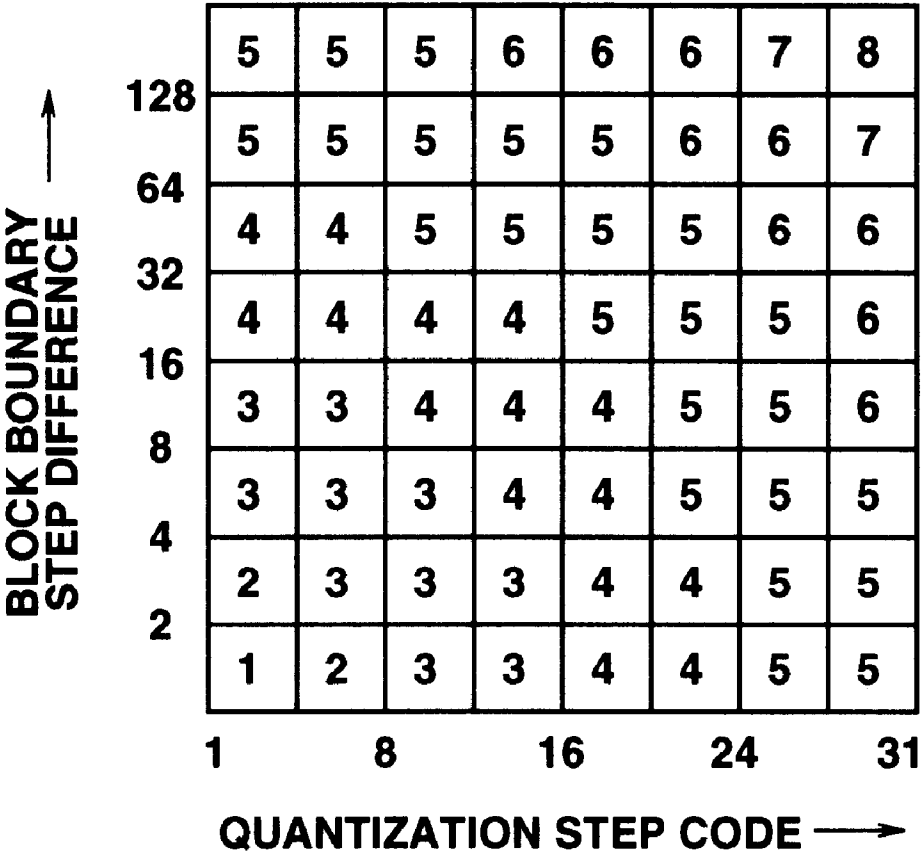 5 5 5 6 6 6 7 8
128
5 5 5 5 5 6 6 7
64
4 4 5 5 5 5 6 6
32
4 4 4 4 5 5 5 6
16
3 3 4 4 4 5 5 6
8
3 3 3 4 4 5 5 5
4
2 3 3 3 4 4 5 5
2
1 2 3 3 4 4 5 5
1 8 16 24 31
BLOCK BOUNDARY
STEP DIFFERENCE
QUANTIZATION STEP CODE